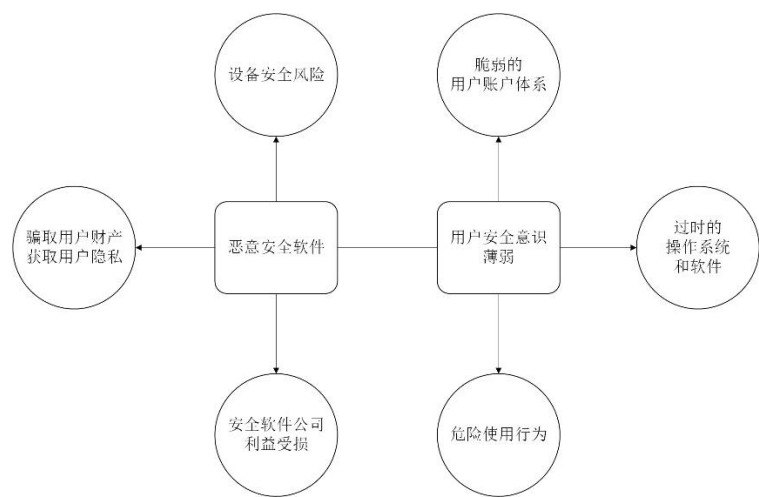 设备安全风险
脆弱的
用户账户体系
骗取用户财产
获取用户隐私
恶意安全软件
用户安全意识
薄弱
过时的
操作系统
和软件
安全软件公司
利益受损
危险使用行为